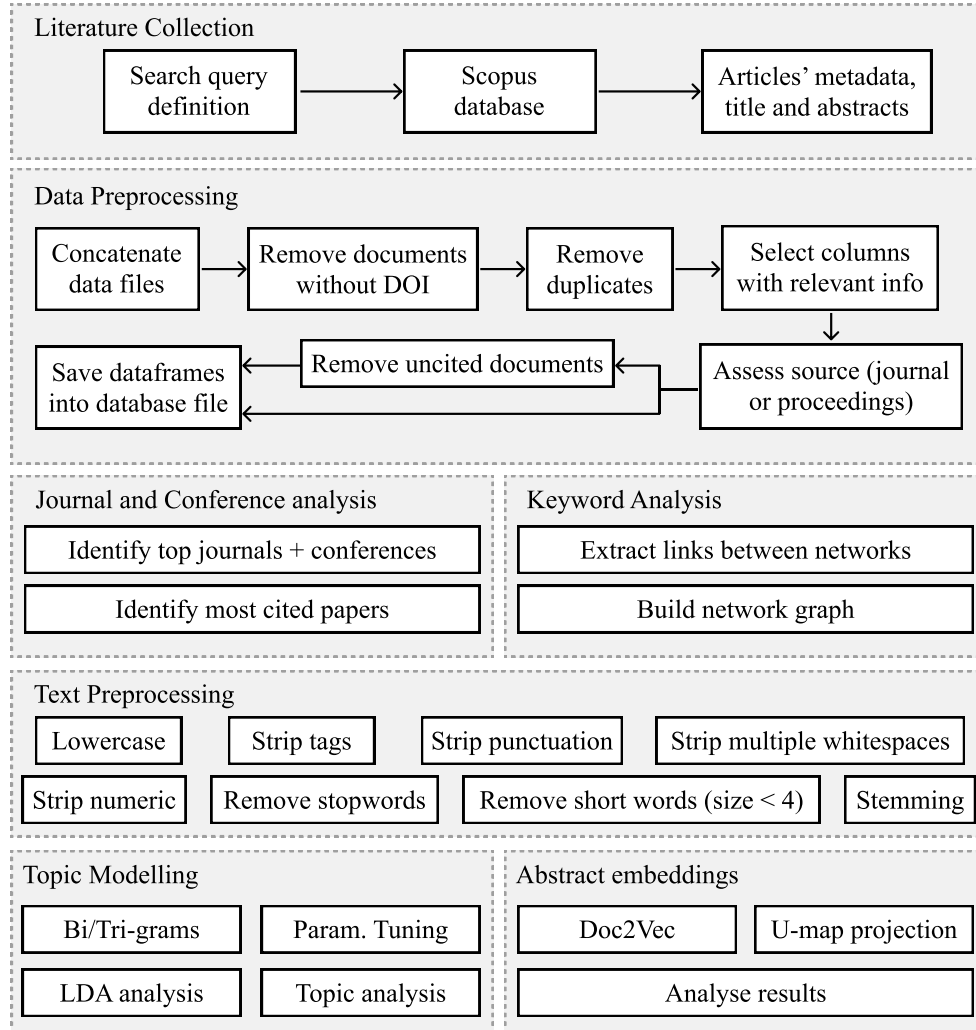 Literature Collection
Search query
definition
Scopus
database
Articles’ metadata,
title and abstracts
Data Preprocessing
Concatenate
data files
Remove documents
without DOI
Remove
duplicates
Select columns
with relevant info
Save dataframes
into database file
Remove uncited documents
Assess source (journal
or proceedings)
Journal and Conference analysis
Identify top journals + conferences
Identify most cited papers
Keyword Analysis
Extract links between networks
Build network graph
Text Preprocessing
Lowercase
Strip tags
Strip punctuation
Strip multiple whitespaces
Strip numeric
Remove stopwords
Remove short words (size < 4)
Stemming
Topic Modelling
Bi/Tri-grams
Param. Tuning
LDA analysis
Topic analysis
Abstract embeddings
Doc2Vec
U-map projection
Analyse results